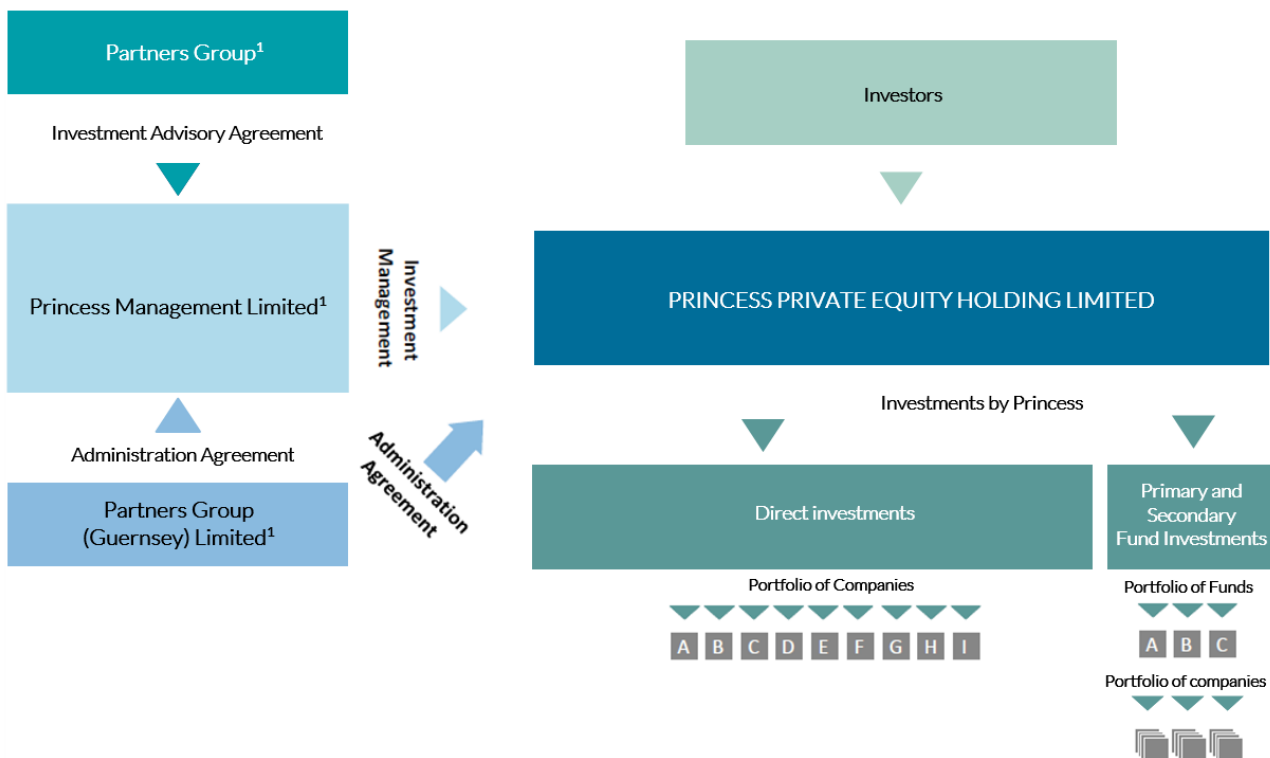 Partners Group¹
Investment Advisory Agreement
Princess Management Limited¹
Administration Agreement
Partners Group
(Guernsey) Limited¹
Investment
Management
Administration
Agreement
Investors
PRINCESS PRIVATE EQUITY HOLDING LIMITED
Investments by Princess
Direct investments
Primary and
Secondary
Fund Investments
Portfolio of Companies
A B C D E F G H I
Portfolio of Funds
A B C
Portfolio of companies